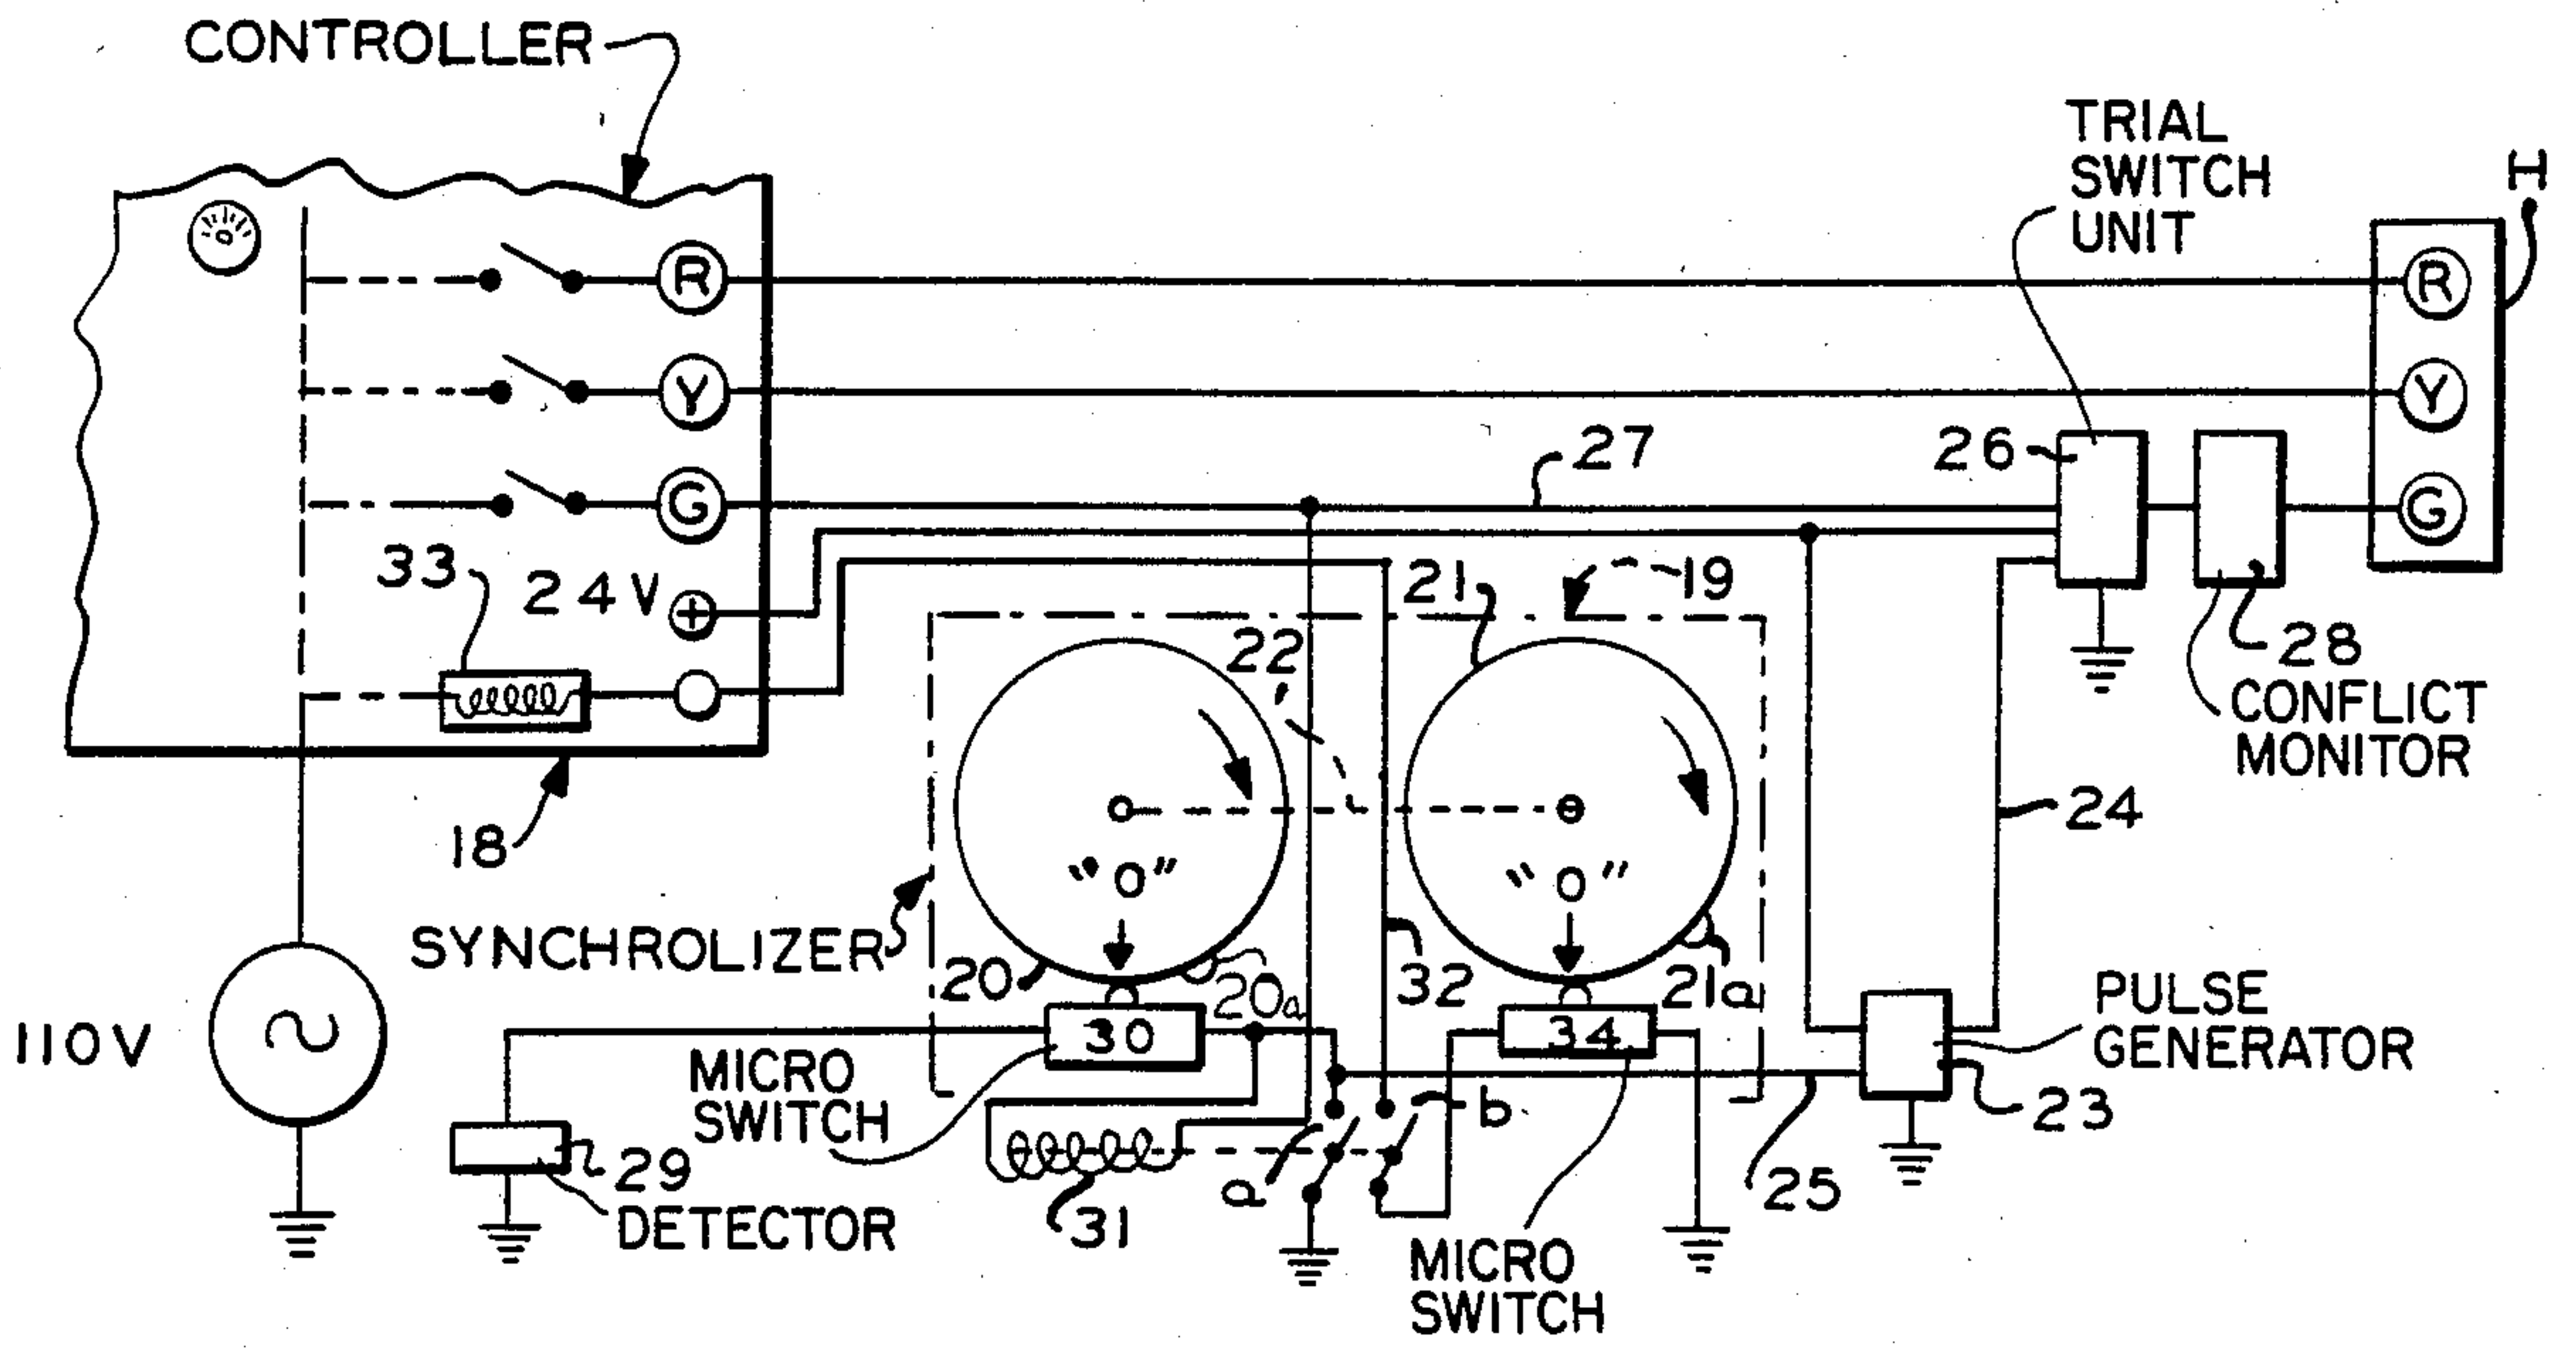 CONTROLLER
TRIAL
SWITCH
UNIT
H
0
R
R
Y
Y
27
26
G
G
33
24V
+
21
19
22
28
CONFLICT
MONITOR
24
18
"0"
"0"
SYNCHROLIZER
20
20a
32
21a
PULSE
GENERATOR
110V
30
34
MICRO
SWITCH
b
23
29
a
25
DETECTOR
31
MICRO
SWITCH